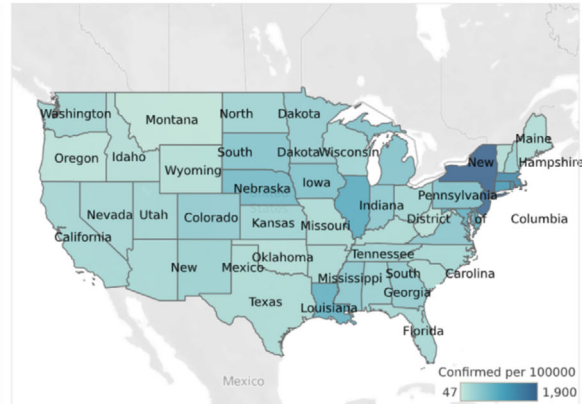 Washington
Montana
North Dakota
Maine
Oregon
Idaho
South Dakota
Wisconsin
New Hampshire
Wyoming
Nebraska
Iowa
Pennsylvania
Indiana
Nevada
Utah
Colorado
Kansas
Missouri
District of Columbia
California
New Mexico
Oklahoma
Tennessee
Mississippi
South Carolina
Texas
Louisiana
Georgia
Florida
Mexico
Confirmed per 100000
47
1,900